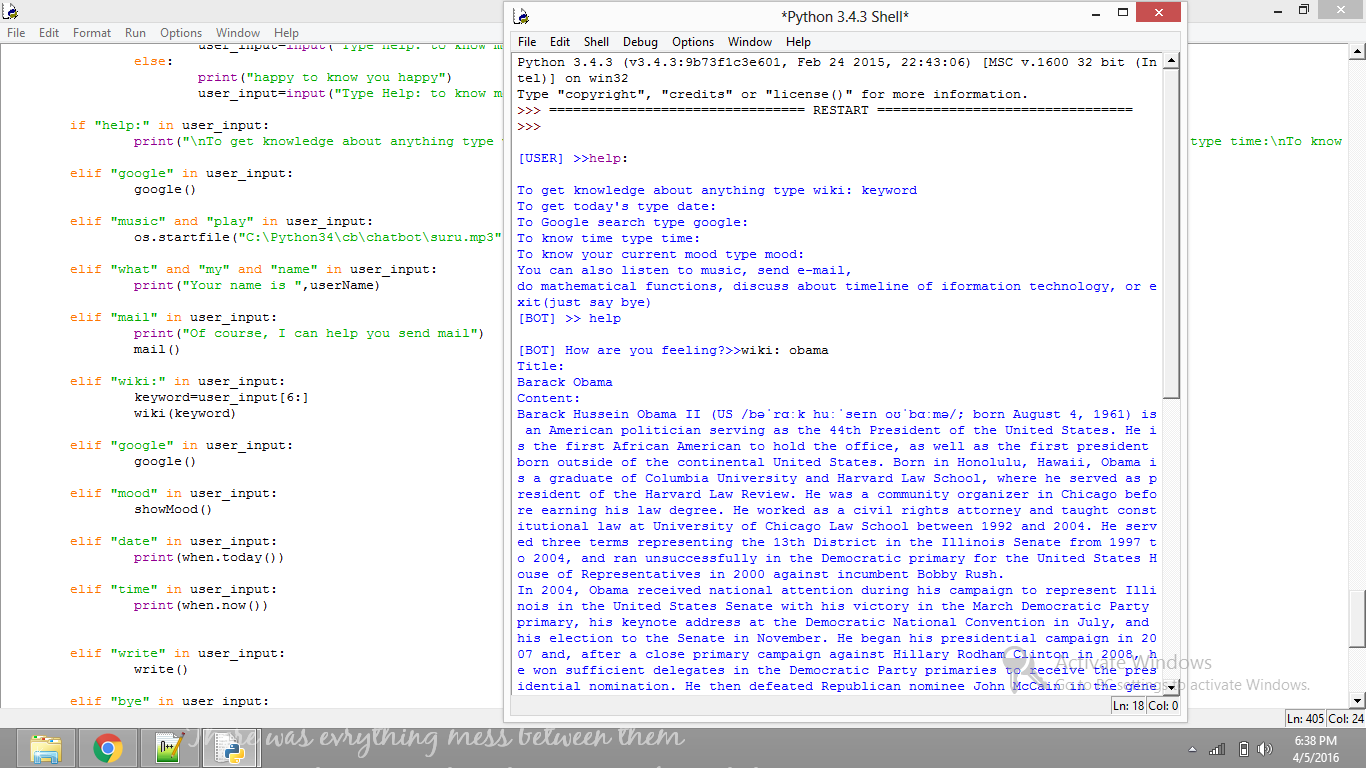 File Edit Format Run Options Window Help
user_input=input("Type Help: to know m
else:
print("happy to know you happy")
user_input=input("Type Help: to know m
if "help:" in user_input:
print("\nTo get knowledge about anything type
type time:\nTo know
elif "google" in user_input:
google()
elif "music" and "play" in user_input:
os.startfile("C:\Python34\cb\chatbot\suru.mp3"
elif "what" and "my" and "name" in user_input:
print("Your name is ",userName)
elif "mail" in user_input:
print("Of course, I can help you send mail")
mail()
elif "wiki:" in user_input:
keyword=user_input[6:]
wiki(keyword)
elif "google" in user_input:
google()
elif "mood" in user_input:
showMood()
elif "date" in user_input:
print(when.today())
elif "time" in user_input:
print(when.now())
elif "write" in user_input:
write()
elif "bye" in user_input:
*Python 3.4.3 Shell*
File Edit Shell Debug Options Window Help
Python 3.4.3 (v3.4.3:9b73f1c3e601, Feb 24 2015, 22:43:06) [MSC v.1600 32 bit (In
tel)] on win32
Type "copyright", "credits" or "license()" for more information.
>>> ================================ RESTART ================================
>>>
[USER] >>help:
To get knowledge about anything type wiki: keyword
To get today's type date:
To Google search type google:
To know time type time:
To know your current mood type mood:
You can also listen to music, send e-mail,
do mathematical functions, discuss about timeline of iformation technology, or e
xit(just say bye)
[BOT] >> help
[BOT] How are you feeling?>>wiki: obama
Title:
Barack Obama
Content:
Barack Hussein Obama II (US /bəˈrɑːk huːˈseɪn oʊˈbɑːmə/; born August 4, 1961) is
an American politician serving as the 44th President of the United States. He i
s the first African American to hold the office, as well as the first president
born outside of the continental United States. Born in Honolulu, Hawaii, Obama i
s a graduate of Columbia University and Harvard Law School, where he served as p
resident of the Harvard Law Review. He was a community organizer in Chicago befo
re earning his law degree. He worked as a civil rights attorney and taught const
itutional law at University of Chicago Law School between 1992 and 2004. He serv
ed three terms representing the 13th District in the Illinois Senate from 1997 t
o 2004, and ran unsuccessfully in the Democratic primary for the United States H
ouse of Representatives in 2000 against incumbent Bobby Rush.
In 2004, Obama received national attention during his campaign to represent Illi
nois in the United States Senate with his victory in the March Democratic Party
primary, his keynote address at the Democratic National Convention in July, and
his election to the Senate in November. He began his presidential campaign in 20
07 and, after a close primary campaign against Hillary Rodham Clinton in 2008, h
e won sufficient delegates in the Democratic Party primaries to receive the pres
idential nomination. He then defeated Republican nominee John McCain in the gene
Activate Windows
Go to PC settings to activate Windows.
Ln: 18 Col: 0
Ln: 405 Col: 24
There was evrything mess between them
6:38 PM
4/5/2016